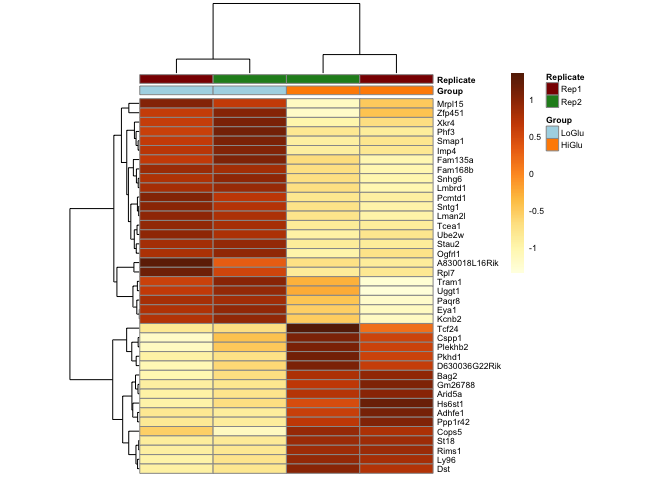 Replicate
Group
Mrpl15
Zfp451
Xkr4
Phf3
Smap1
Imp4
Fam135a
Fam168b
Snhg6
Lmbrd1
Pcmtd1
Sntg1
Lman2l
Tcea1
Ube2w
Stau2
Ogfrl1
A830018L16Rik
Rpl7
Tram1
Uggt1
Paqr8
Eya1
Kcnb2
Tcf24
Cspp1
Plekhb2
Pkhd1
D630036G22Rik
Bag2
Gm26788
Arid5a
Hs6st1
Adhfe1
Ppp1r42
Cops5
St18
Rims1
Ly96
Dst
1
0.5
0
-0.5
-1
Replicate
Rep1
Rep2
Group
LoGlu
HiGlu